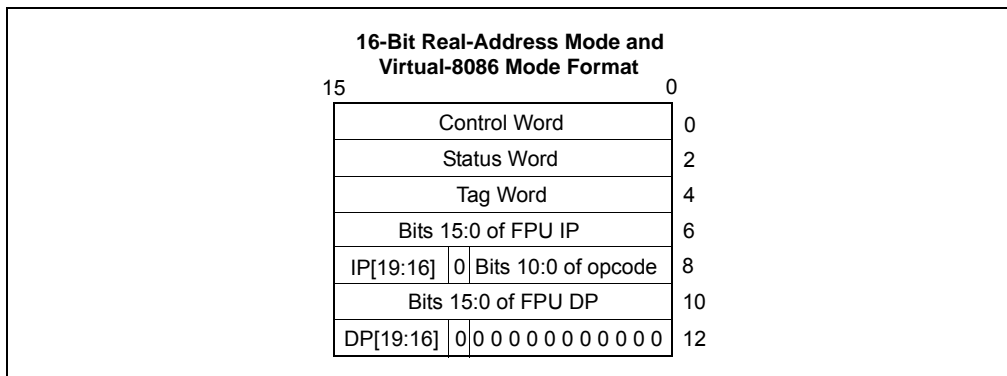 16-Bit Real-Address Mode and
Virtual-8086 Mode Format
15 0
Control Word 0
Status Word 2
Tag Word 4
Bits 15:0 of FPU IP 6
IP[19:16] 0 Bits 10:0 of opcode 8
Bits 15:0 of FPU DP 10
DP[19:16] 0 0 0 0 0 0 0 0 0 0 0 0 12